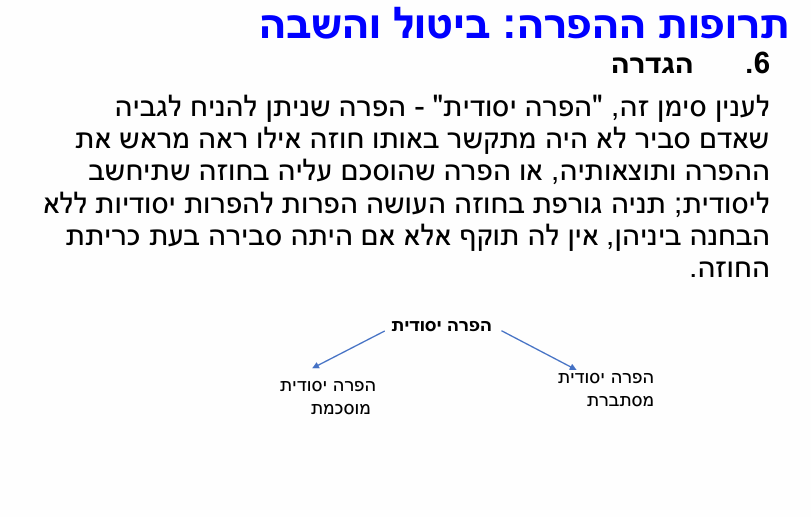 תרופות ההפרה: ביטול והשבה
6. הגדרה
לענין סימן זה, "הפרה יסודית" - הפרה שניתן להניח לגביה
שאדם סביר לא היה מתקשר באותו חוזה אילו ראה מראש את
ההפרה ותוצאותיה, או הפרה שהוסכם עליה בחוזה שתיחשב
ליסודית; תניה גורפת בחוזה העושה הפרות להפרות יסודיות ללא
הבחנה ביניהן, אין לה תוקף אלא אם היתה סבירה בעת כריתת
החוזה.
הפרה יסודית
הפרה יסודית
מסתברת
הפרה יסודית
מוסכמת